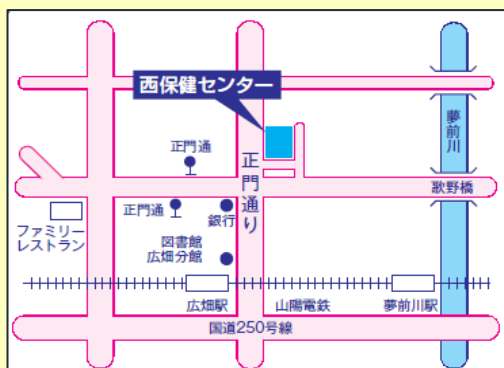 西保健センター
夢前川
正門通
正門通り
歌野橋
正門通
銀行
ファミリー
レストラン
図書館
広畑分館
広畑駅
山陽電鉄
夢前川駅
国道250号線